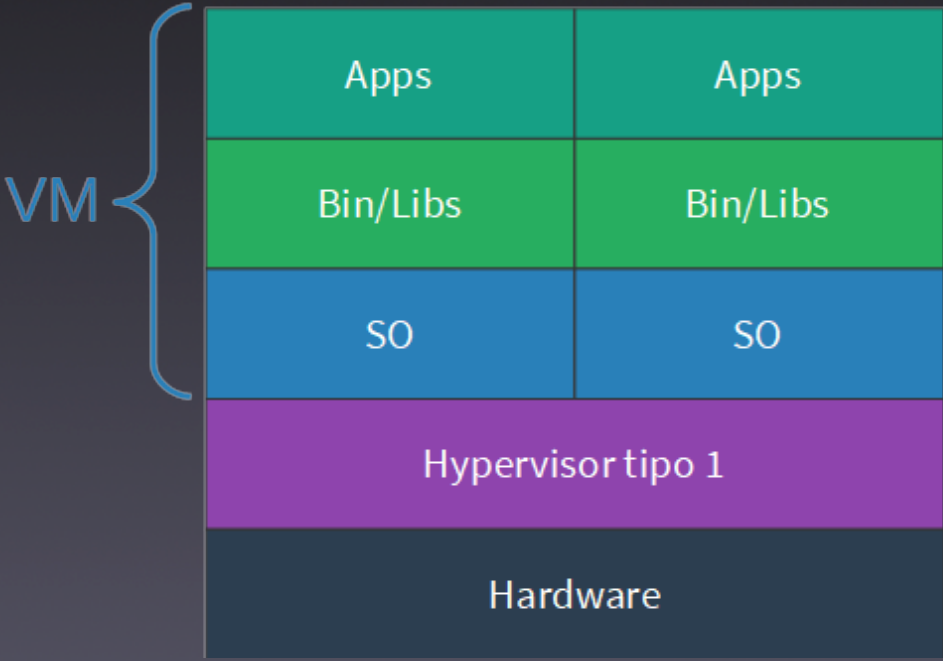 Apps Apps
VM
Bin/Libs Bin/Libs
SO SO
Hypervisor tipo 1
Hardware